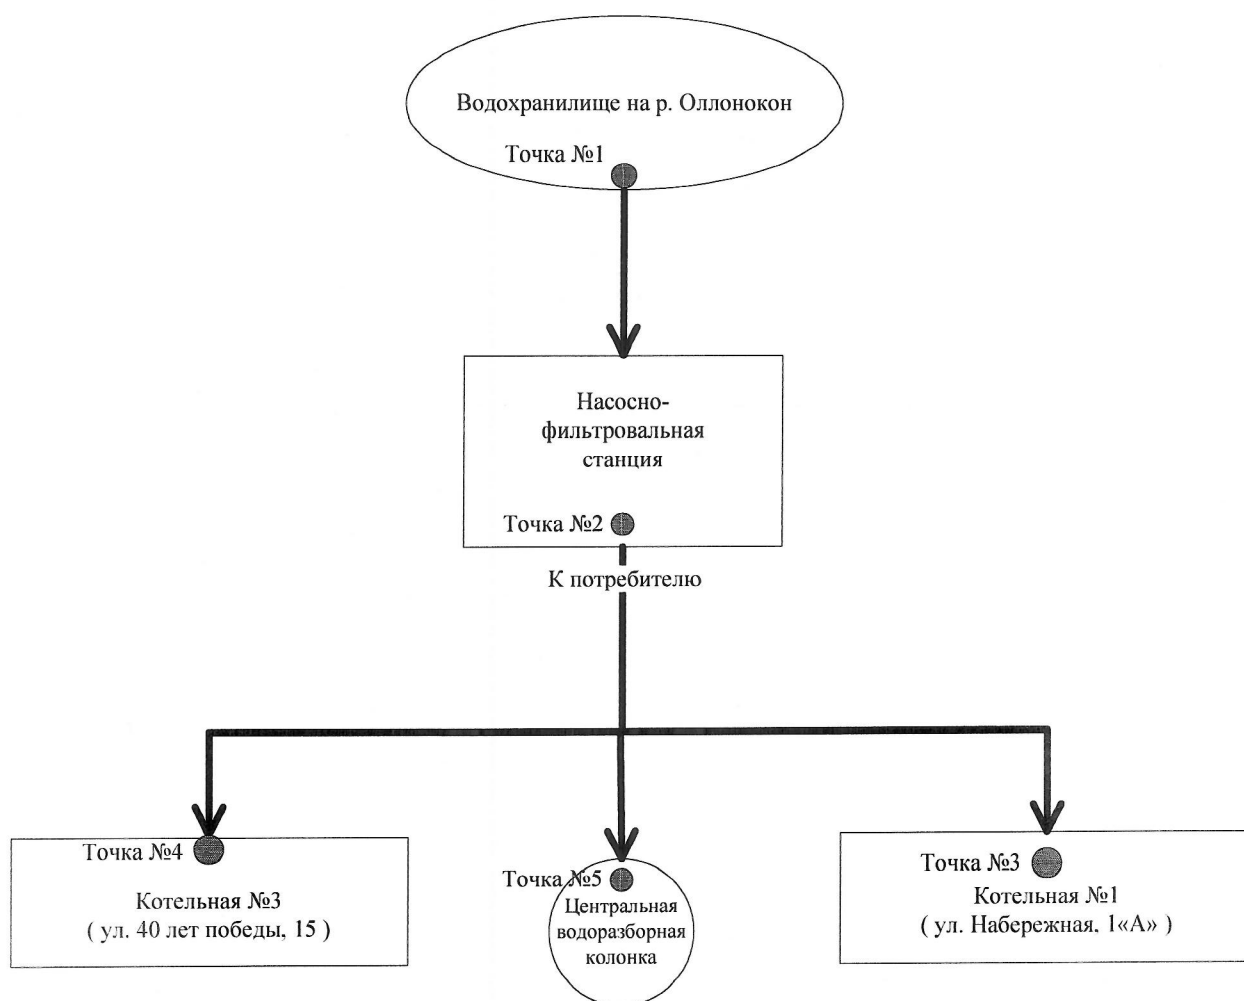 Водохранилище на р. Оллонокон
Точка №1
Насосно-
фильтровальная
станция
Точка №2
К потребителю
Точка №4
Котельная №3
( ул. 40 лет победы, 15 )
Точка №5
Центральная
водоразборная
колонка
Точка №3
Котельная №1
( ул. Набережная, 1«А» )